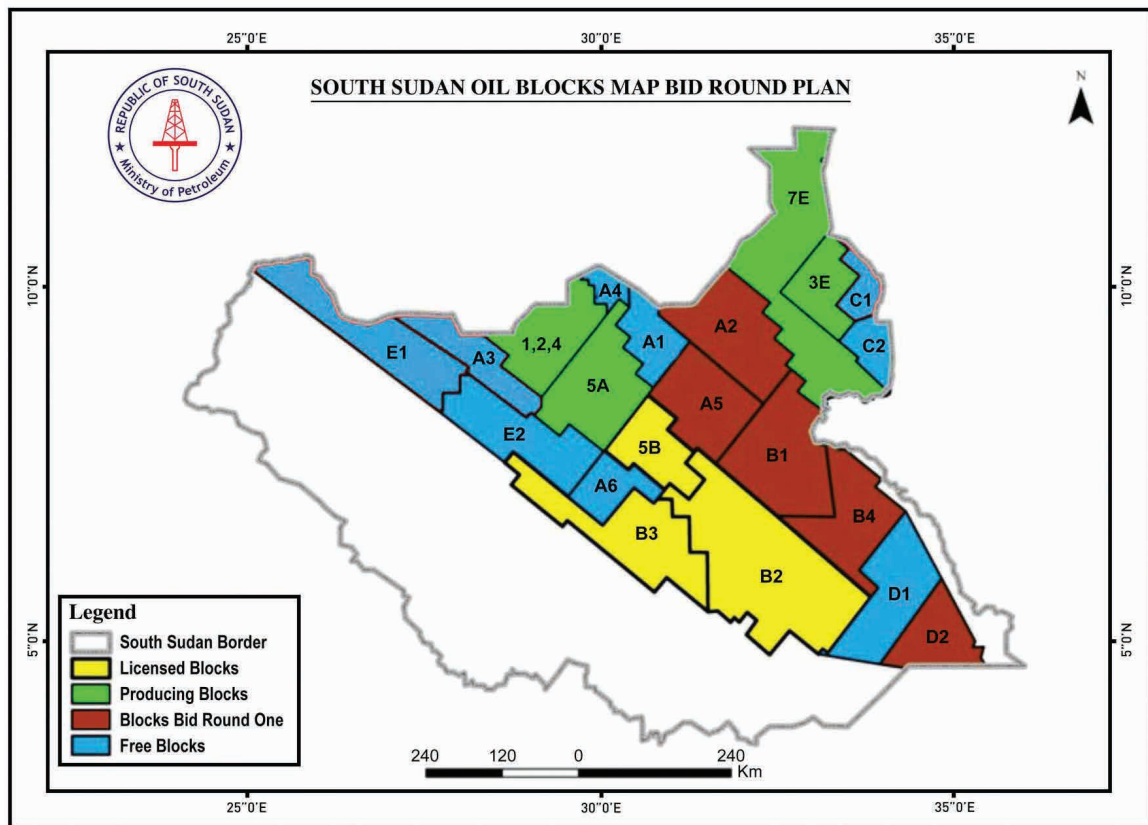 25"0'E 30"0'E 35"0'E
SOUTH SUDAN OIL BLOCKS MAP BID ROUND PLAN
N
REPUBLIC OF SOUTH SUDAN
Ministry of Petroleum
10"0'N
10"0'N
7E
3E
C1
C2
A4
A2
A1
1,2,4
A3
E1
5A
A5
E2
5B
B1
A6
B4
B3
B2
D1
D2
5"0'N
5"0'N
Legend
South Sudan Border
Licensed Blocks
Producing Blocks
Blocks Bid Round One
Free Blocks
240 120 0 240
Km
25"0'E 30"0'E 35"0'E